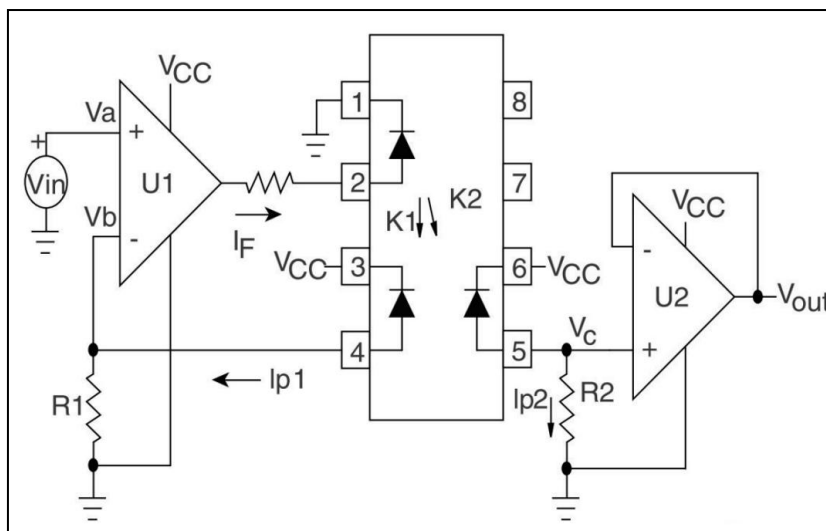 VCC
1
8
Va
+
+
Vin
U1
2
7
K1
K2
Vb
-
IF
VCC
3
6
VCC
VCC
-
U2
Vout
4
5
Vc
+
Ip1
R1
Ip2
R2